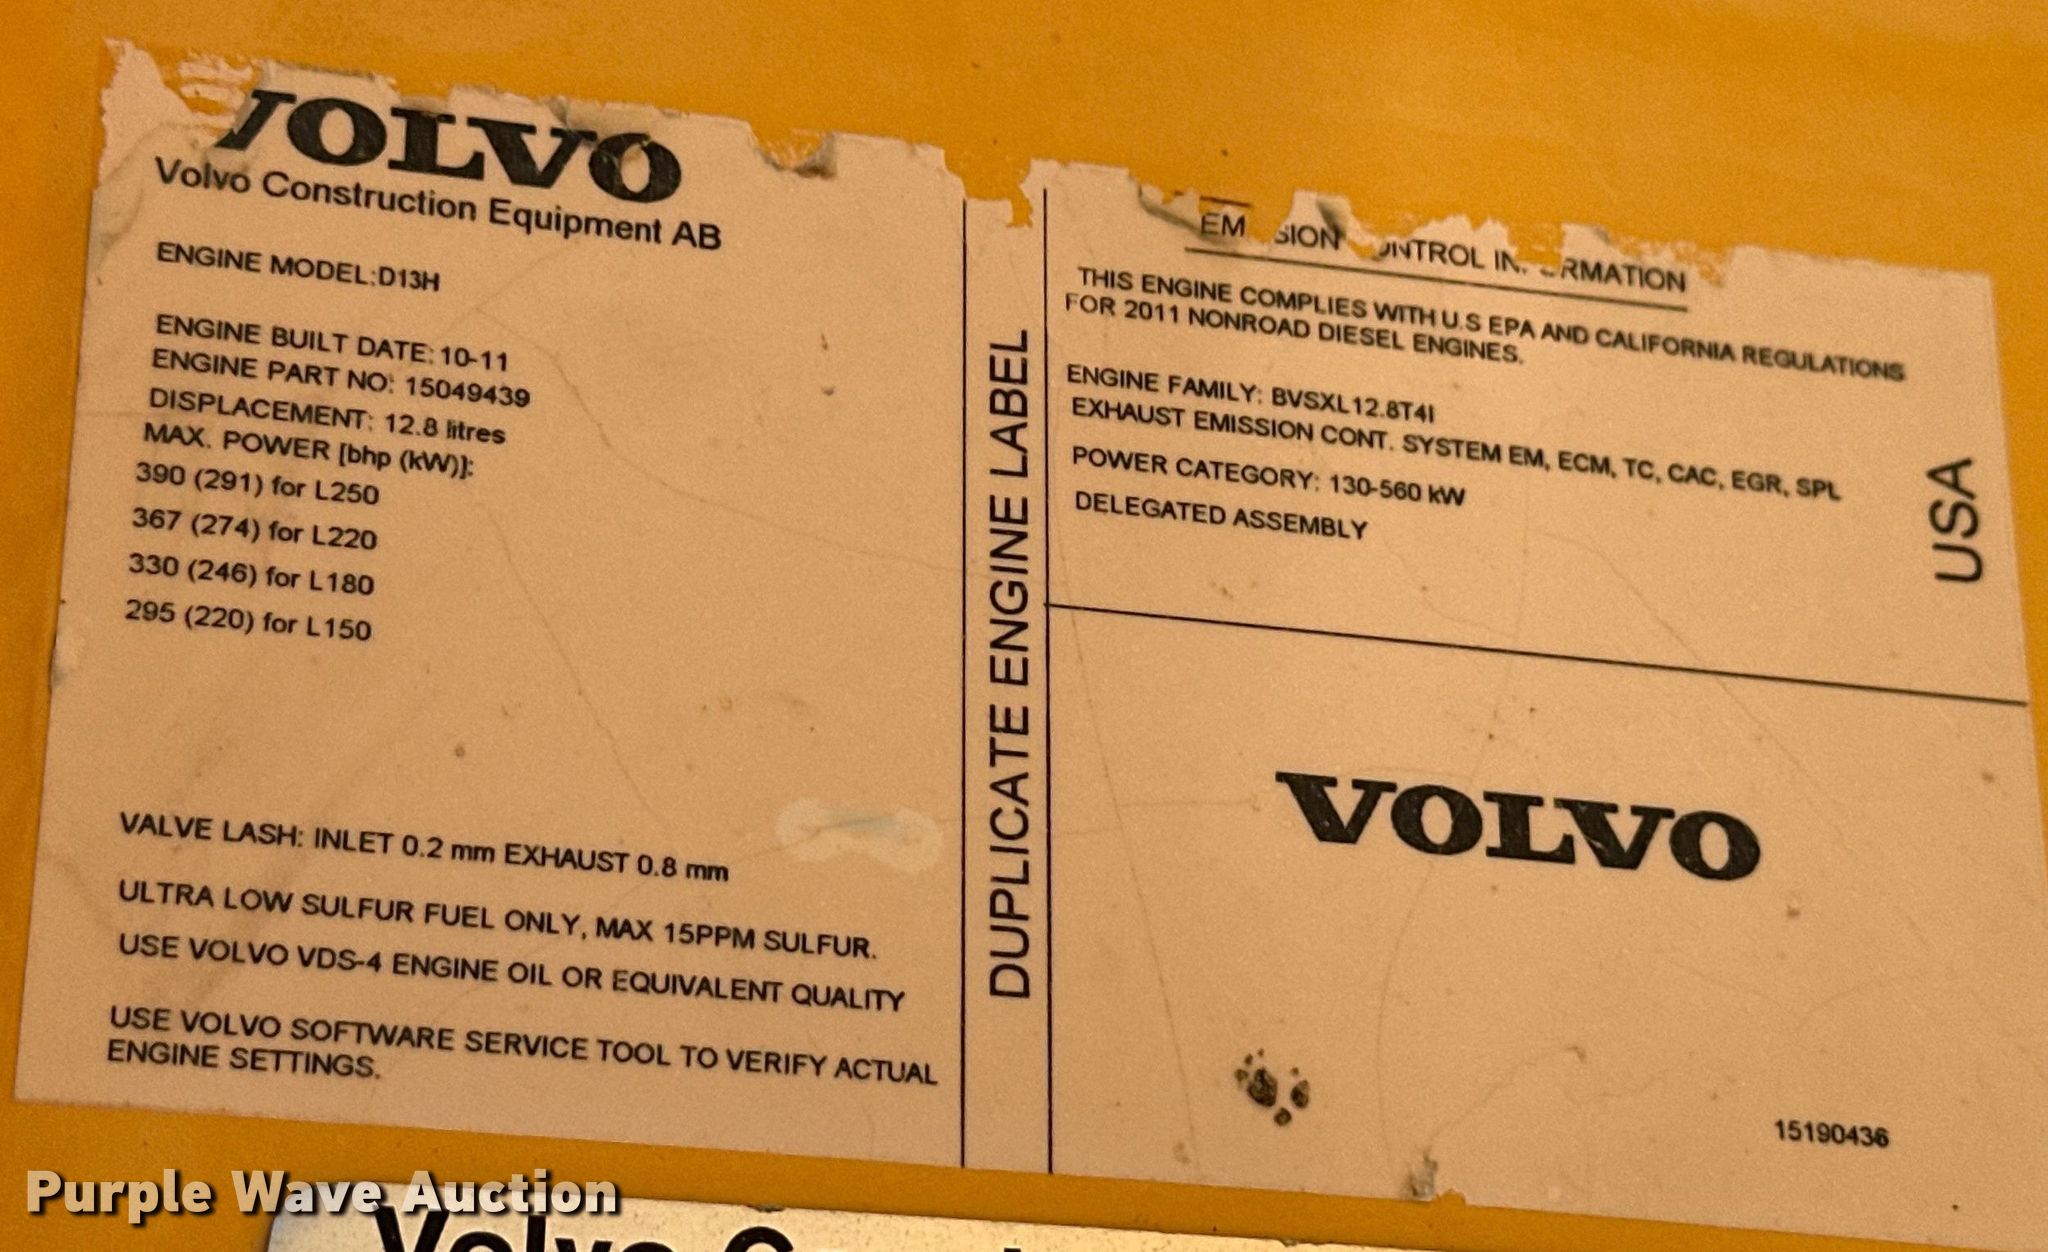 VOLVO
Volvo Construction Equipment AB
ENGINE MODEL:D13H
ENGINE BUILT DATE: 10-11
ENGINE PART NO: 15049439
DISPLACEMENT: 12.8 litres
MAX. POWER [bhp (kW)]:
390 (291) for L250
367 (274) for L220
330 (246) for L180
295 (220) for L150
VALVE LASH: INLET 0.2 mm EXHAUST 0.8 mm
ULTRA LOW SULFUR FUEL ONLY, MAX 15PPM SULFUR.
USE VOLVO VDS-4 ENGINE OIL OR EQUIVALENT QUALITY
USE VOLVO SOFTWARE SERVICE TOOL TO VERIFY ACTUAL
ENGINE SETTINGS.
DUPLICATE ENGINE LABEL
EM SION ONTROL IN RMATION
THIS ENGINE COMPLIES WITH U.S EPA AND CALIFORNIA REGULATIONS
FOR 2011 NONROAD DIESEL ENGINES.
ENGINE FAMILY: BVSXL12.8T4I
EXHAUST EMISSION CONT. SYSTEM EM, ECM, TC, CAC, EGR, SPL
POWER CATEGORY: 130-560 kW
DELEGATED ASSEMBLY
USA
VOLVO
15190436
Purple Wave Auction
Volvo